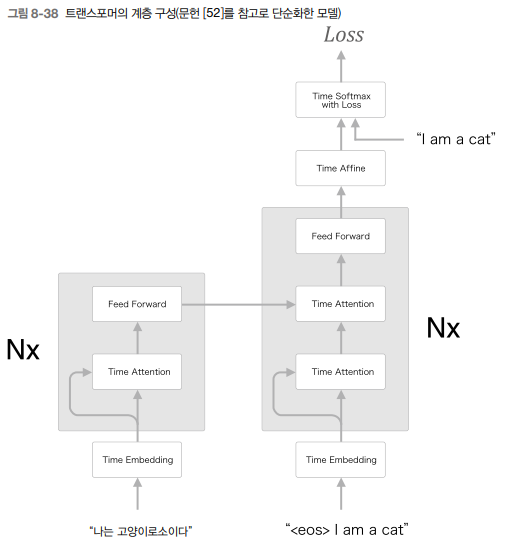 그림 8-38 트랜스포머의 계층 구성(문헌 [52]를 참고로 단순화한 모델)
Loss
Time Softmax
with Loss
“I am a cat”
Time Affine
Feed Forward
Feed Forward
Time Attention
Nx
Nx
Time Attention
Time Attention
Time Embedding
Time Embedding
“나는 고양이로소이다”
“<eos> I am a cat”